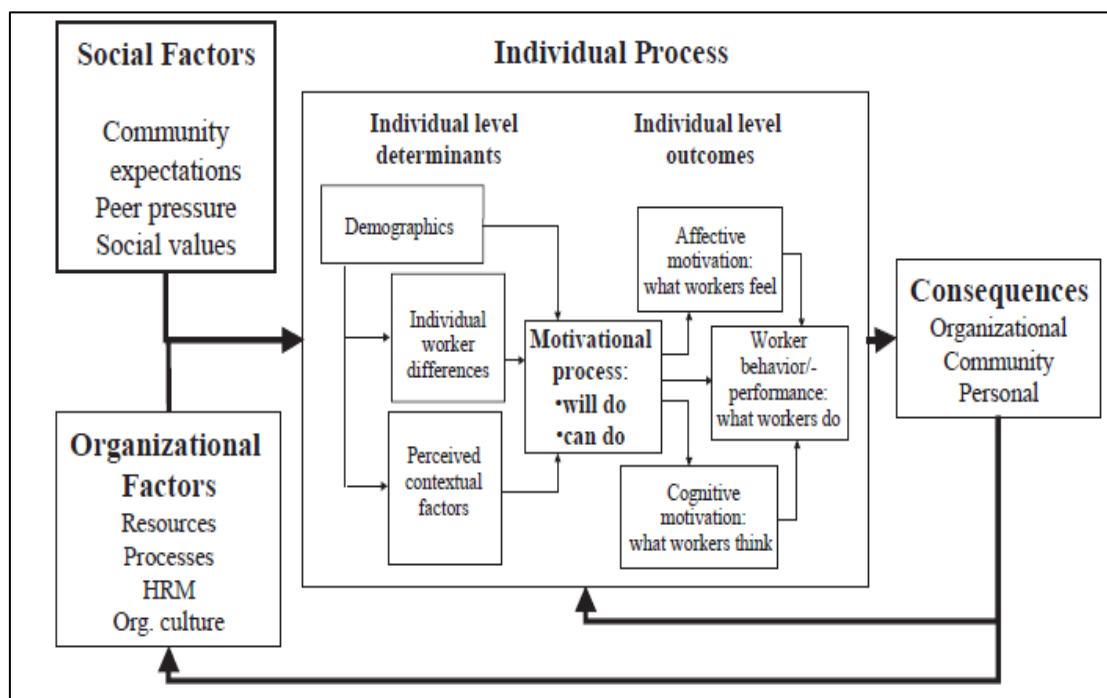 Social Factors
Community
expectations
Peer pressure
Social values
Organizational
Factors
Resources
Processes
HRM
Org. culture
Individual Process
Individual level
determinants
Demographics
Individual
worker
differences
Perceived
contextual
factors
Motivational
process:
•will do
•can do
Individual level
outcomes
Affective
motivation:
what workers feel
Worker
behavior/-
performance:
what workers do
Cognitive
motivation:
what workers think
Consequences
Organizational
Community
Personal